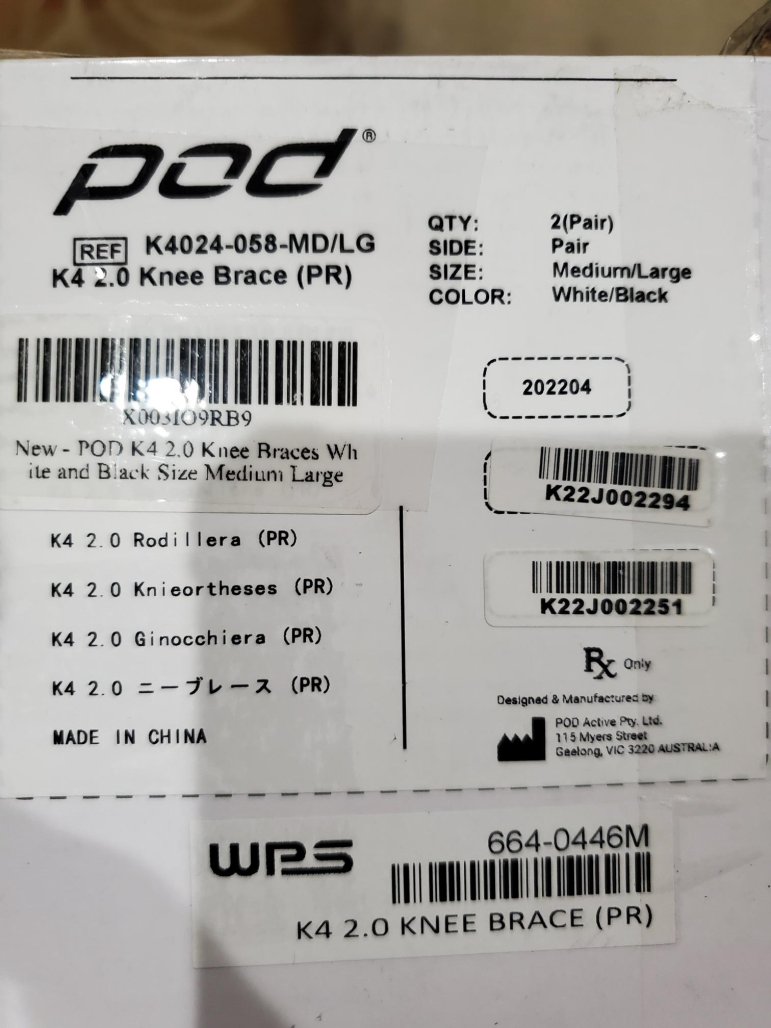 pod®
REF K4024-058-MD/LG
K4 2.0 Knee Brace (PR)
QTY: 2(Pair)
SIDE: Pair
SIZE: Medium/Large
COLOR: White/Black
X003IO9RB9
New - POD K4 2.0 Knee Braces Wh
ite and Black Size Medium Large
202204
K22J002294
K22J002251
K4 2.0 Rodillera (PR)
K4 2.0 Knieortheses (PR)
K4 2.0 Ginocchiera (PR)
K4 2.0 ニーブレース (PR)
MADE IN CHINA
Rx Only
Designed & Manufactured by
POD Active Pty. Ltd.
115 Myers Street
Geelong, VIC 3220 AUSTRALIA
WPS
664-0446M
K4 2.0 KNEE BRACE (PR)